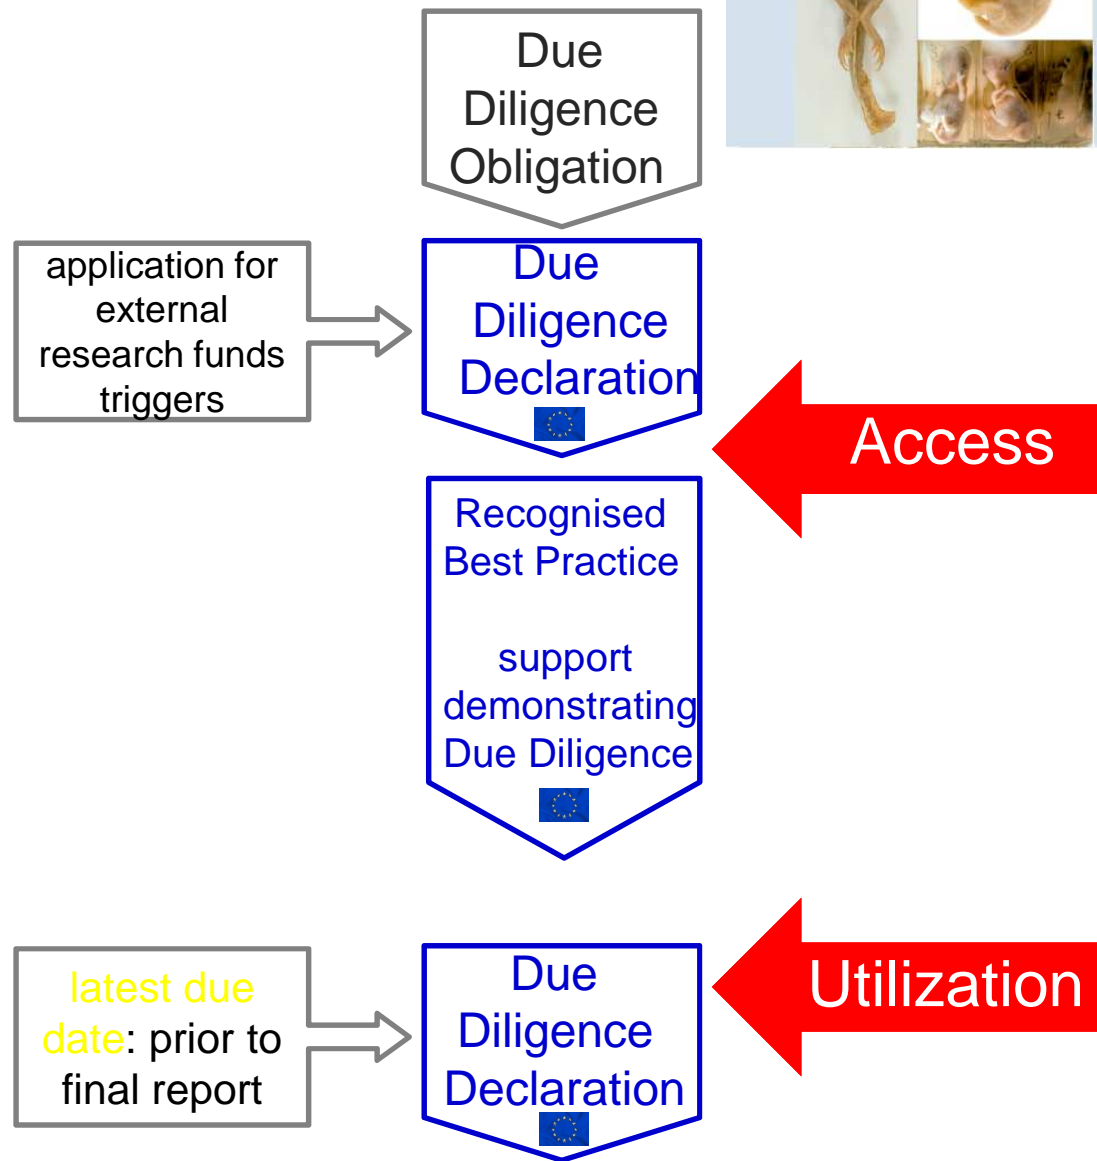 Due
Diligence
Obligation
application for
external
research funds
triggers
Due
Diligence
Declaration
Access
Recognised
Best Practice
support
demonstrating
Due Diligence
latest due
date: prior to
final report
Due
Diligence
Declaration
Utilization